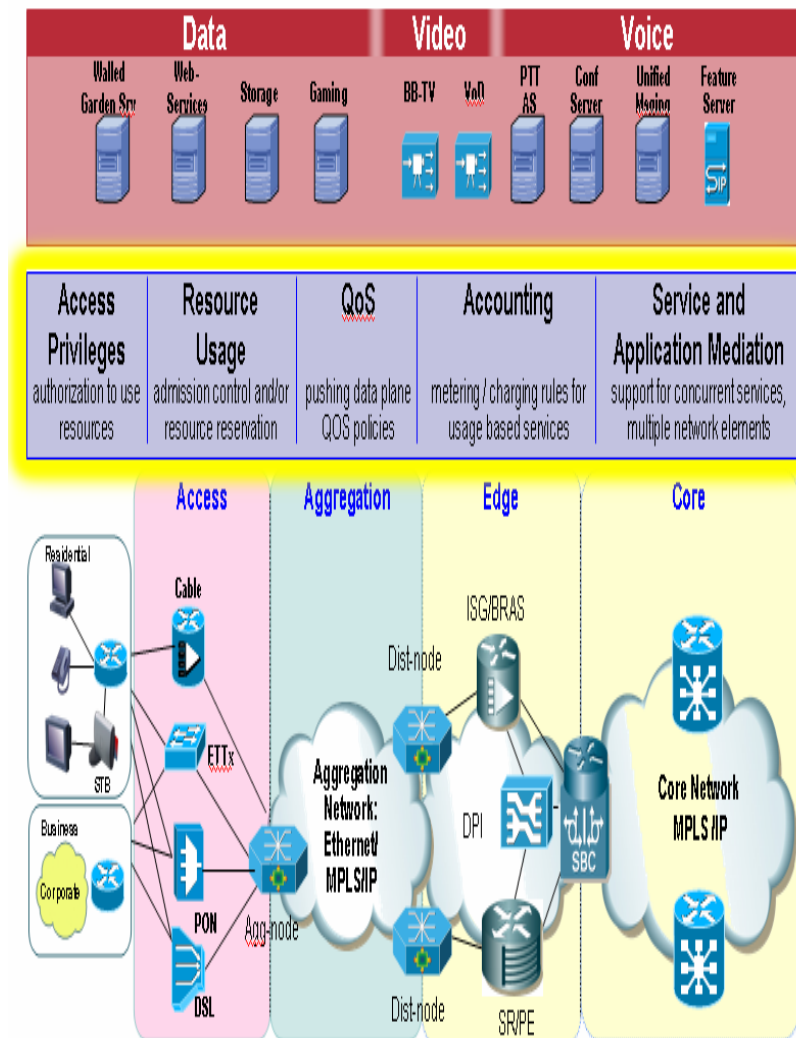 Data
Video
Voice
Walled
Garden Srv
Web-
Services
Storage
Gaming
BB-TV
VoD
PTT
AS
Conf
Server
Unified
Msging
Feature
Server
SIP
Access
Privileges
authorization to use
resources
Resource
Usage
admission control and/or
resource reservation
QoS
pushing data plane
QOS policies
Accounting
metering / charging rules for
usage based services
Service and
Application Mediation
support for concurrent services,
multiple network elements
Access
Aggregation
Edge
Core
Residential
STB
Business
Corporate
Cable
ETTx
PON
DSL
Agg-node
Aggregation
Network:
Ethernet/
MPLS/IP
Dist-node
Dist-node
ISG/BRAS
DPI
SBC
SR/PE
Core Network
MPLS /IP